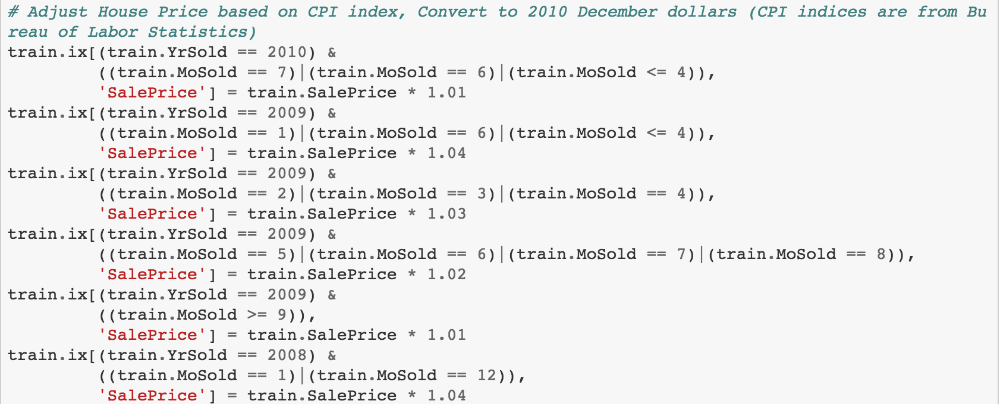 # Adjust House Price based on CPI index, Convert to 2010 December dollars (CPI indices are from Bu
reau of Labor Statistics)
train.ix[(train.YrSold == 2010) &
         ((train.MoSold == 7)|(train.MoSold == 6)|(train.MoSold <= 4)),
         'SalePrice'] = train.SalePrice * 1.01
train.ix[(train.YrSold == 2009) &
         ((train.MoSold == 1)|(train.MoSold == 6)|(train.MoSold <= 4)),
         'SalePrice'] = train.SalePrice * 1.04
train.ix[(train.YrSold == 2009) &
         ((train.MoSold == 2)|(train.MoSold == 3)|(train.MoSold == 4)),
         'SalePrice'] = train.SalePrice * 1.03
train.ix[(train.YrSold == 2009) &
         ((train.MoSold == 5)|(train.MoSold == 6)|(train.MoSold == 7)|(train.MoSold == 8)),
         'SalePrice'] = train.SalePrice * 1.02
train.ix[(train.YrSold == 2009) &
         ((train.MoSold >= 9)),
         'SalePrice'] = train.SalePrice * 1.01
train.ix[(train.YrSold == 2008) &
         ((train.MoSold == 1)|(train.MoSold == 12)),
         'SalePrice'] = train.SalePrice * 1.04